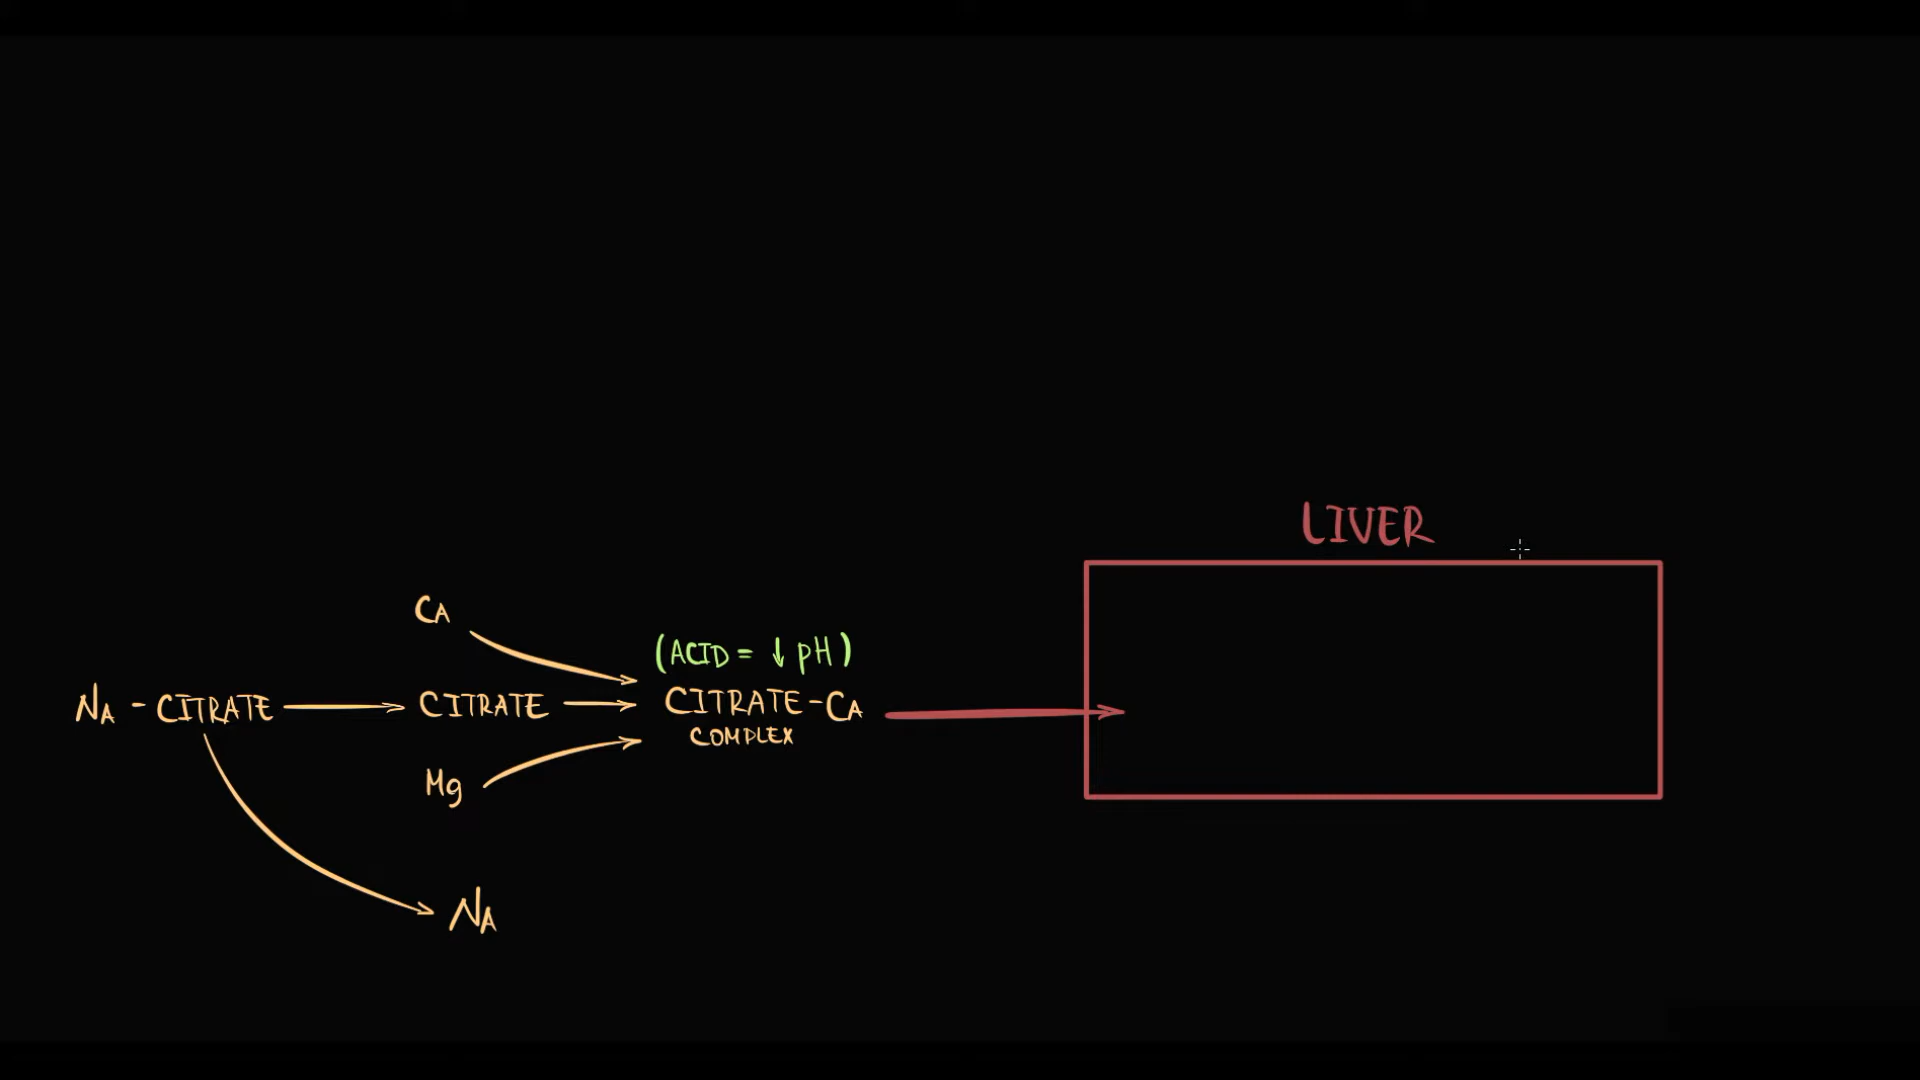 LIVER
CA
(ACID = ↓ pH)
NA - CITRATE
CITRATE
CITRATE-CA
COMPLEX
Mg
NA